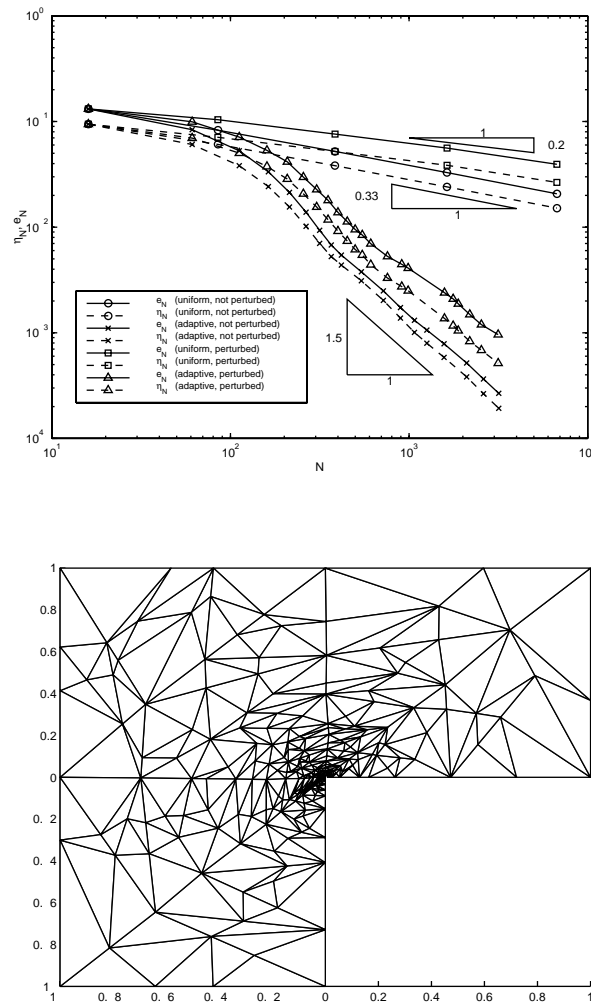 10^0
10^-1
10^-2
10^-3
10^-4
η_N, e_N
1
0.2
0.33
1
1.5
1
e_N (uniform, not perturbed)
η_N (uniform, not perturbed)
e_N (adaptive, not perturbed)
η_N (adaptive, not perturbed)
e_N (uniform, perturbed)
η_N (uniform, perturbed)
e_N (adaptive, perturbed)
η_N (adaptive, perturbed)
10^1 10^2 10^3
N
1
0.8
0.6
0.4
0.2
0
0. 2
0. 4
0. 6
0. 8
1
1 0. 8 0. 6 0. 4 0. 2 0 0.2 0.4 0.6 0.8 1